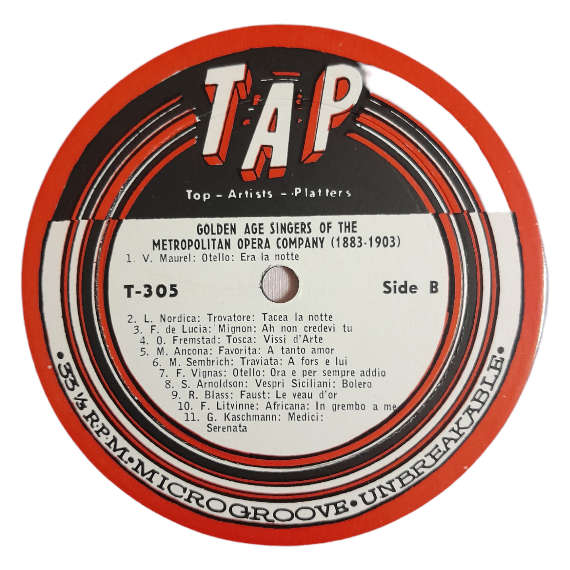 TAP
Top - Artists - Platters
GOLDEN AGE SINGERS OF THE
METROPOLITAN OPERA COMPANY (1883-1903)
1. V. Maurel: Otello: Era la notte
T-305 Side B
2. L. Nordica: Trovatore: Tacea la notte
3. F. de Lucia: Mignon: Ah non credevi tu
4. O. Fremstad: Tosca: Vissi d'Arte
5. M. Ancona: Favorita: A tanto amor
6. M. Sembrich: Traviata: A fors e lui
7. F. Vignas: Otello: Ora e per sempre addio
8. S. Arnoldson: Vespri Siciliani: Bolero
9. R. Blass: Faust: Le veau d'or
10. F. Litvinne: Africana: In grembo a me
11. G. Kaschmann: Medici:
Serenata
• 33 1/3 R.P.M. • MICROGROOVE • UNBREAKABLE •